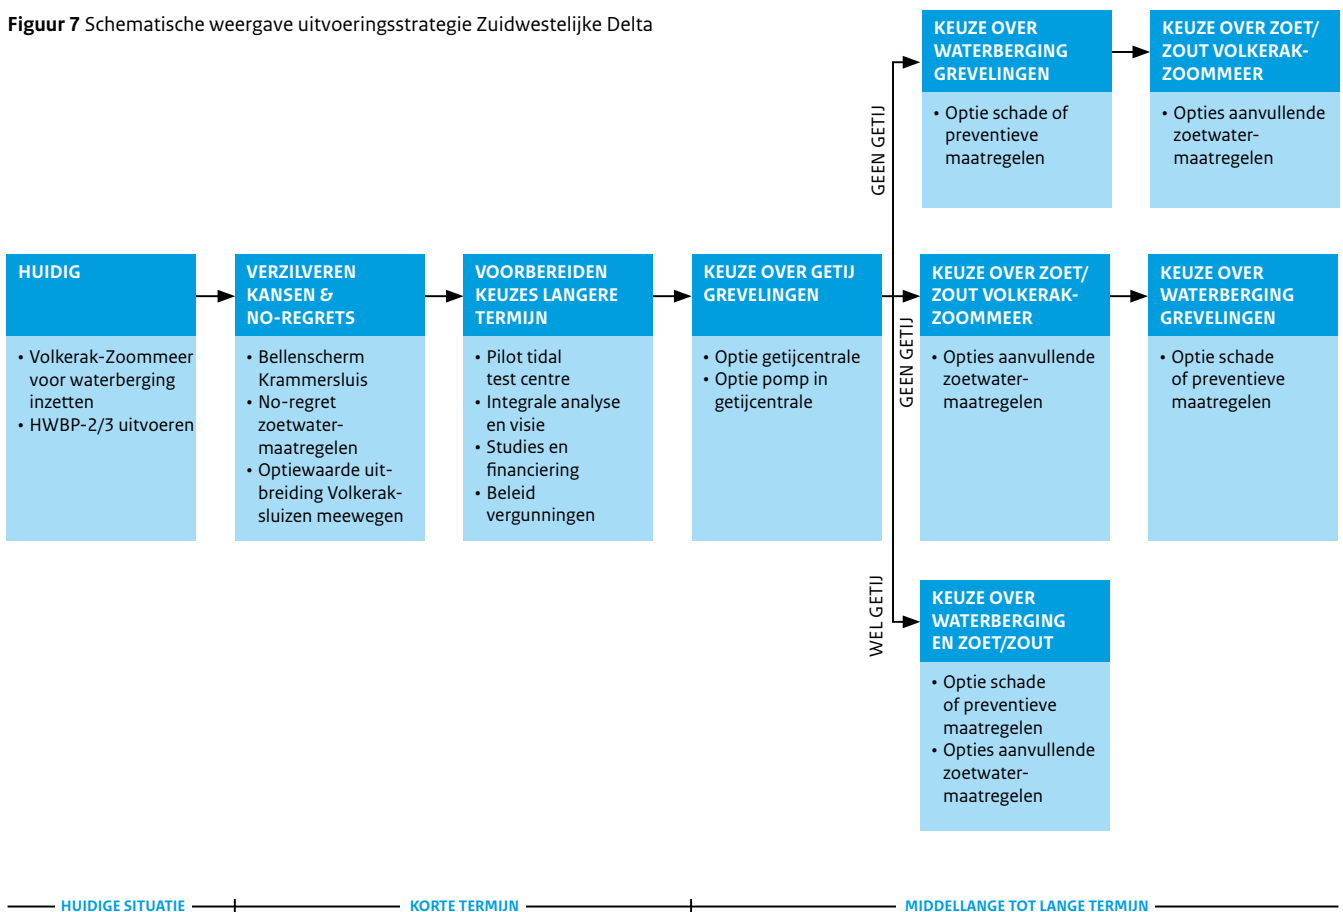 Figuur 7 Schematische weergave uitvoeringsstrategie Zuidwestelijke Delta
KEUZE OVER
WATERBERGING
GREVELINGEN
• Optie schade of
preventieve
maatregelen
KEUZE OVER ZOET/
ZOUT VOLKERAK-
ZOOMMEER
• Opties aanvullende
zoetwater-
maatregelen
GEEN GETIJ
HUIDIG
• Volkerak-Zoommeer
voor waterberging
inzetten
• HWBP-2/3 uitvoeren
VERZILVEREN
KANSEN &
NO-REGRETS
• Bellenscherm
Krammersluis
• No-regret
zoetwater-
maatregelen
• Optiewaarde uit-
breiding Volkerak-
sluizen meewegen
VOORBEREIDEN
KEUZES LANGERE
TERMIJN
• Pilot tidal
test centre
• Integrale analyse
en visie
• Studies en
financiering
• Beleid
vergunningen
KEUZE OVER GETIJ
GREVELINGEN
• Optie getijcentrale
• Optie pomp in
getijcentrale
GEEN GETIJ
KEUZE OVER ZOET/
ZOUT VOLKERAK-
ZOOMMEER
• Opties aanvullende
zoetwater-
maatregelen
KEUZE OVER
WATERBERGING
GREVELINGEN
• Optie schade
of preventieve
maatregelen
WEL GETIJ
KEUZE OVER
WATERBERGING
EN ZOET/ZOUT
• Optie schade
of preventieve
maatregelen
• Opties aanvullende
zoetwater-
maatregelen
HUIDIGE SITUATIE
KORTE TERMIJN
MIDDELLANGE TOT LANGE TERMIJN